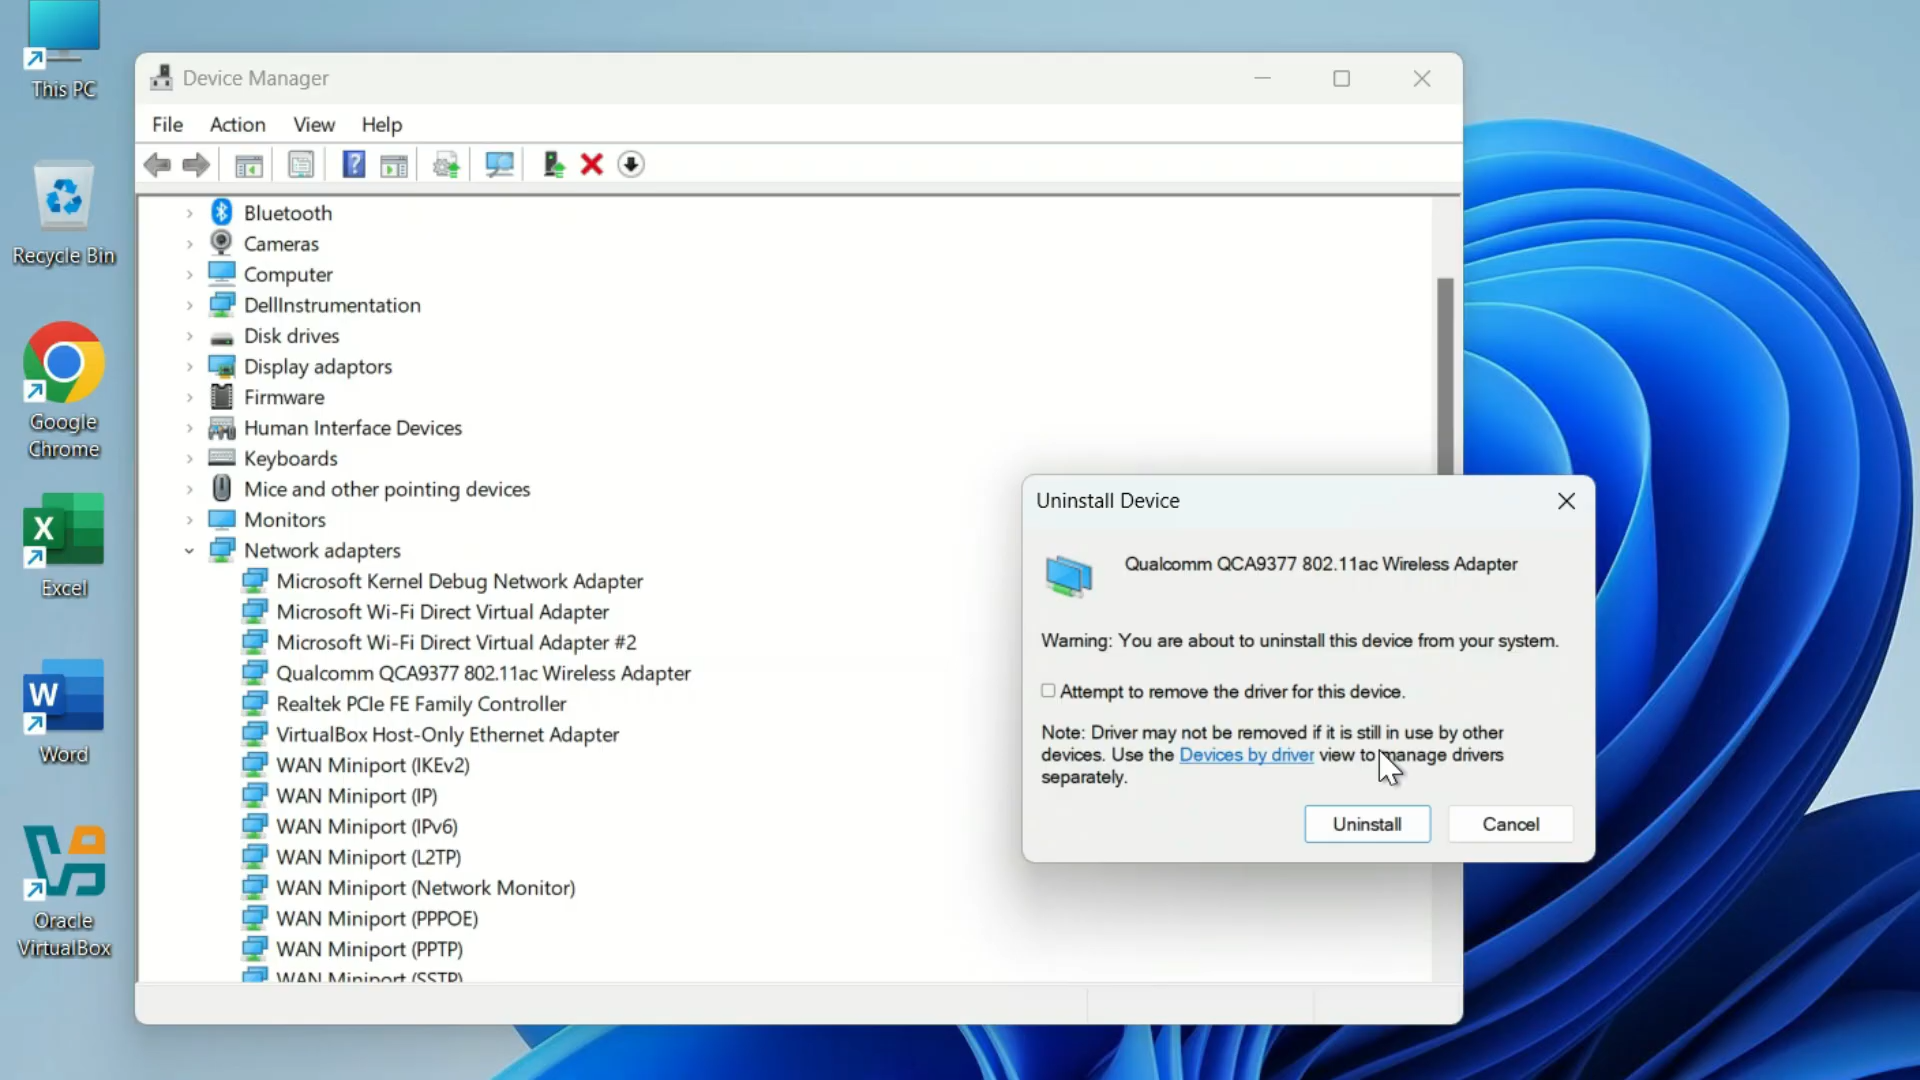 This PC
Recycle Bin
Google
Chrome
Excel
Word
Oracle
VirtualBox
Device Manager
File Action View Help
Bluetooth
Cameras
Computer
DellInstrumentation
Disk drives
Display adaptors
Firmware
Human Interface Devices
Keyboards
Mice and other pointing devices
Monitors
Network adapters
Microsoft Kernel Debug Network Adapter
Microsoft Wi-Fi Direct Virtual Adapter
Microsoft Wi-Fi Direct Virtual Adapter #2
Qualcomm QCA9377 802.11ac Wireless Adapter
Realtek PCIe FE Family Controller
VirtualBox Host-Only Ethernet Adapter
WAN Miniport (IKEv2)
WAN Miniport (IP)
WAN Miniport (IPv6)
WAN Miniport (L2TP)
WAN Miniport (Network Monitor)
WAN Miniport (PPPOE)
WAN Miniport (PPTP)
WAN Miniport (SSTP)
Uninstall Device
Qualcomm QCA9377 802.11ac Wireless Adapter
Warning: You are about to uninstall this device from your system.
Attempt to remove the driver for this device.
Note: Driver may not be removed if it is still in use by other
devices. Use the Devices by driver view to manage drivers
separately.
Uninstall Cancel